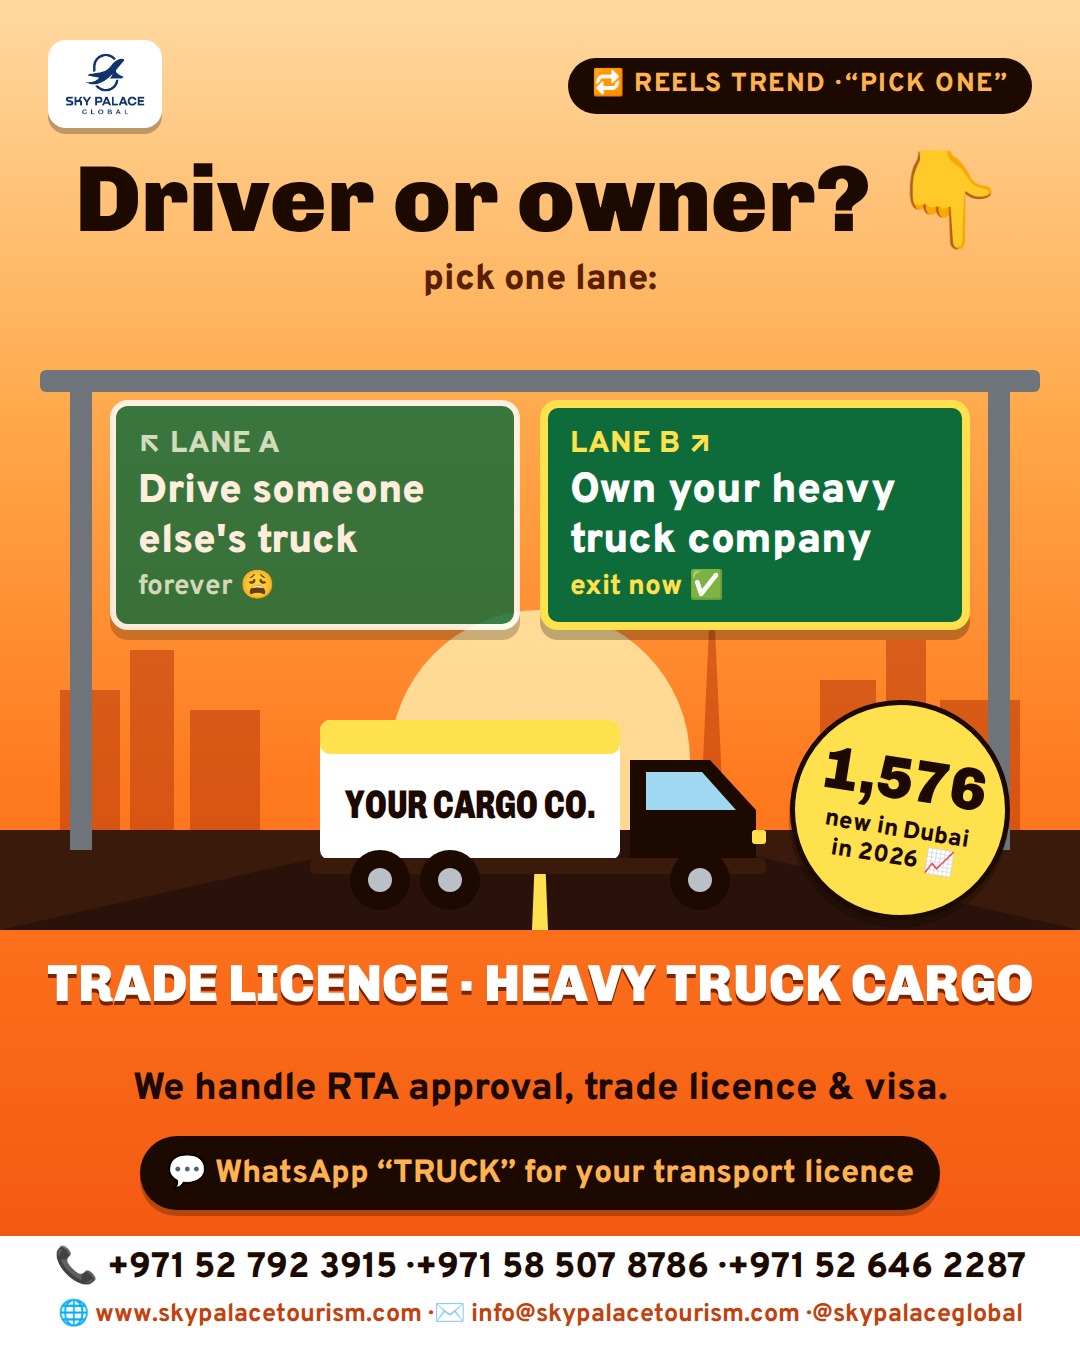 SKY PALACE
GLOBAL
🔁 REELS TREND ·“PICK ONE”
Driver or owner? 👇
pick one lane:
↖ LANE A
Drive someone
else's truck
forever 😩
LANE B ↗
Own your heavy
truck company
exit now ✅
YOUR CARGO CO.
1,576
new in Dubai
in 2026 📈
TRADE LICENCE · HEAVY TRUCK CARGO
We handle RTA approval, trade licence & visa.
💬 WhatsApp “TRUCK” for your transport licence
📞 +971 52 792 3915 ·+971 58 507 8786 ·+971 52 646 2287
🌐 www.skypalacetourism.com ·✉️ info@skypalacetourism.com ·@skypalaceglobal